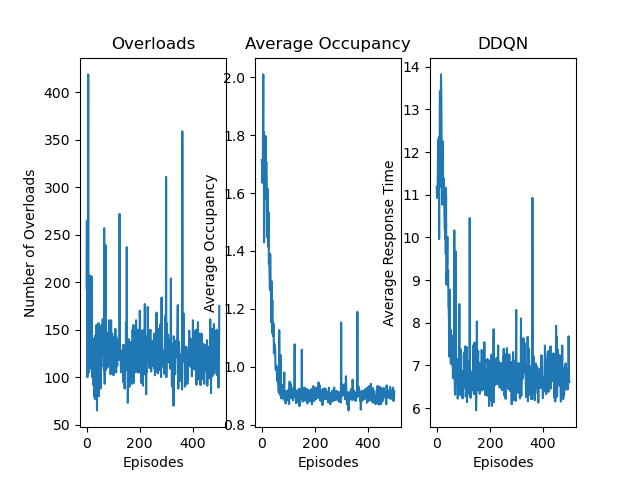 Overloads
Number of Overloads
400
350
300
250
200
150
100
50
0 200 400
Episodes
Average Occupancy
Average Occupancy
2.0
1.8
1.6
1.4
1.2
1.0
0.8
0 200 400
Episodes
DDQN
Average Response Time
14
13
12
11
10
9
8
7
6
0 200 400
Episodes